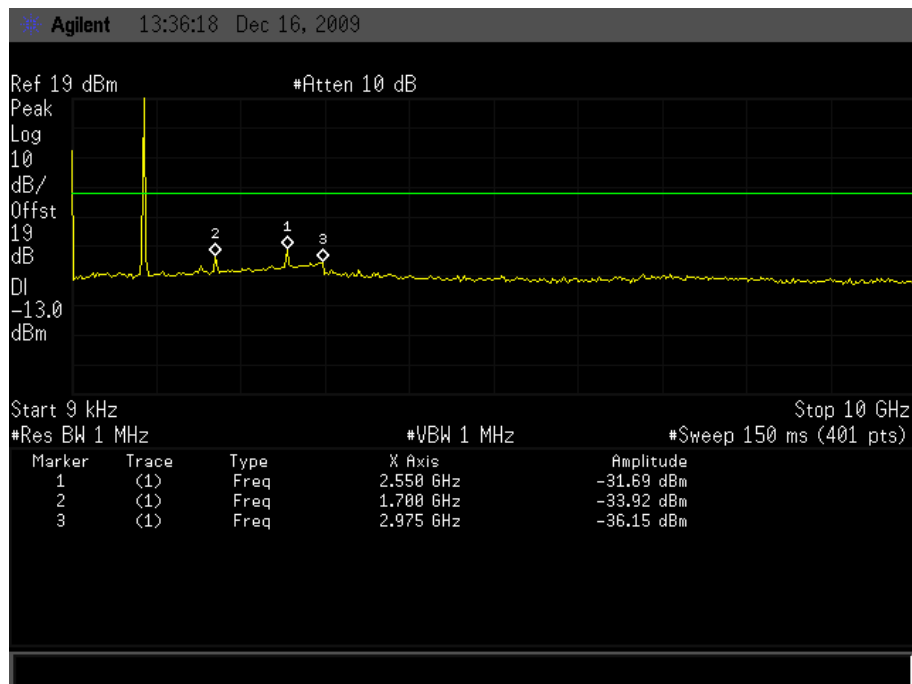 Agilent 13:36:18 Dec 16, 2009
Ref 19 dBm #Atten 10 dB
Peak
Log
10
dB/
Offst
19
dB
DI
-13.0
dBm
2
1
3
Start 9 kHz Stop 10 GHz
#Res BW 1 MHz #VBW 1 MHz #Sweep 150 ms (401 pts)
Marker Trace Type X Axis Amplitude
1 (1) Freq 2.550 GHz -31.69 dBm
2 (1) Freq 1.700 GHz -33.92 dBm
3 (1) Freq 2.975 GHz -36.15 dBm